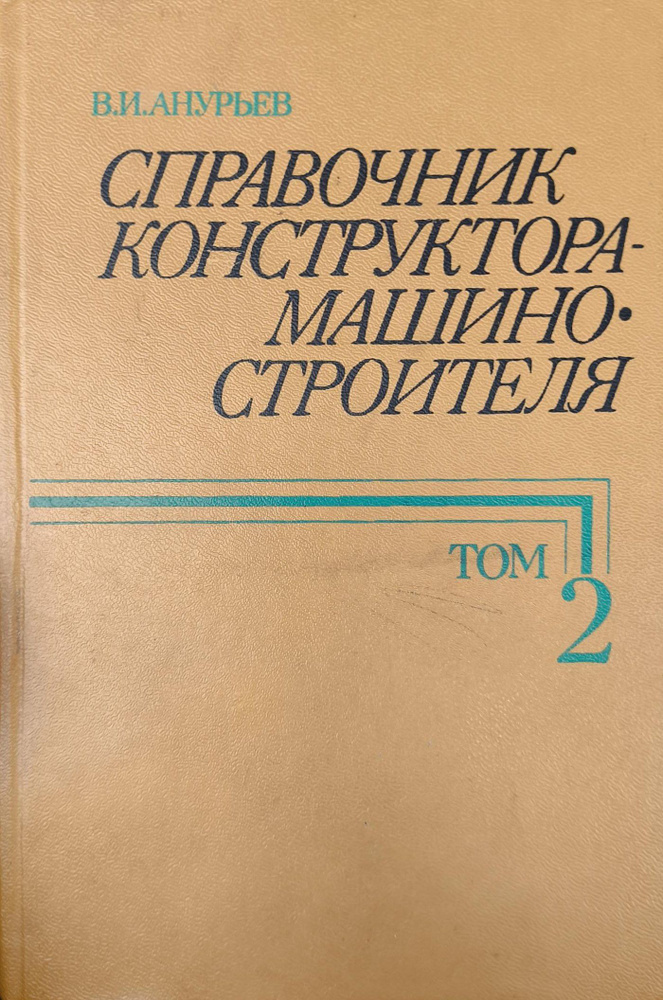 В.И.АНУРЬЕВ
СПРАВОЧНИК
КОНСТРУКТОРА-
МАШИНО•
СТРОИТЕЛЯ
ТОМ 2